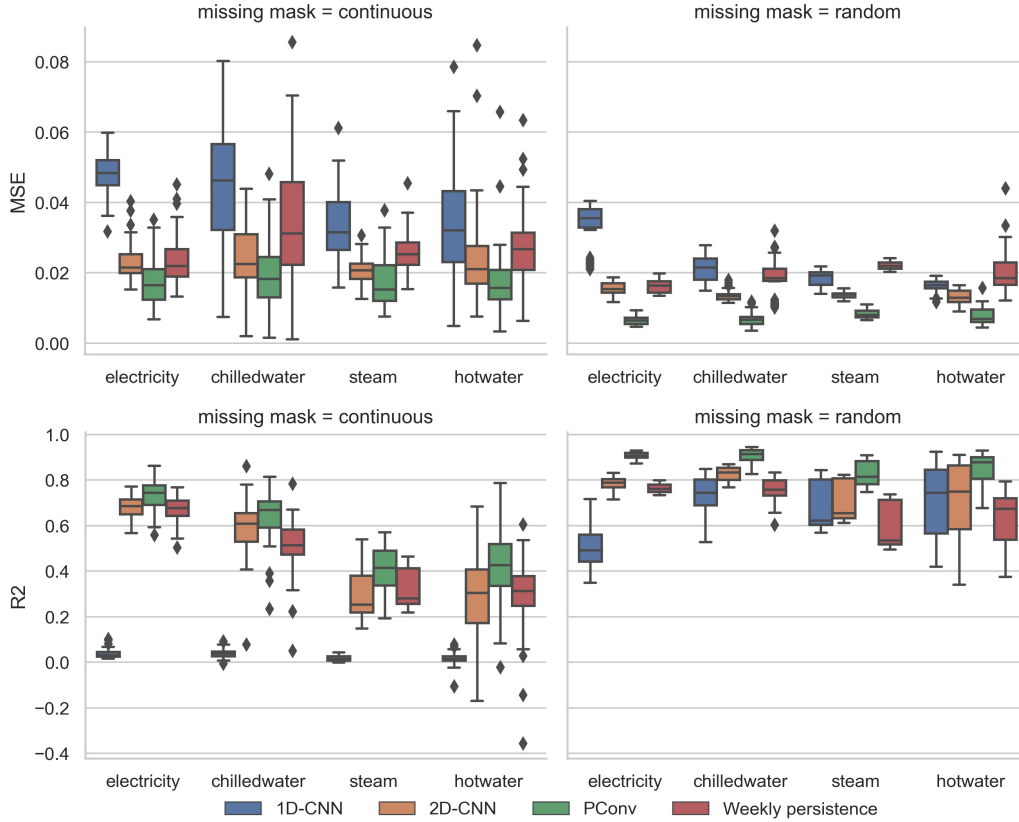 missing mask = continuous
missing mask = random
MSE
0.08
0.06
0.04
0.02
0.00
electricity chilledwater steam hotwater
electricity chilledwater steam hotwater
missing mask = continuous
missing mask = random
R2
1.0
0.8
0.6
0.4
0.2
0.0
−0.2
−0.4
electricity chilledwater steam hotwater
electricity chilledwater steam hotwater
1D-CNN 2D-CNN PConv Weekly persistence